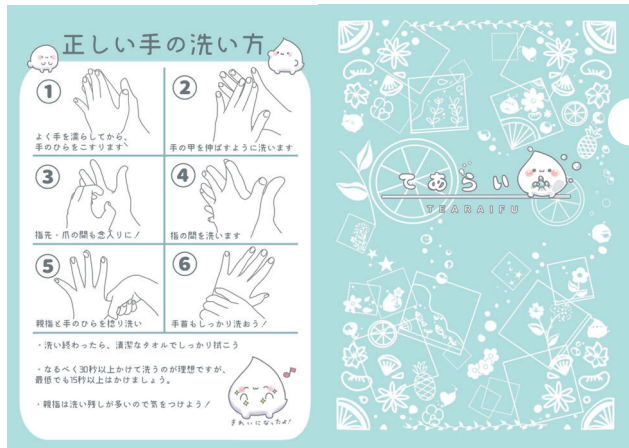 正しい手の洗い方
①
よく手を濡らしてから、
手のひらをこすります
②
手の甲を伸ばすように洗います
③
指先・爪の間も念入りに!
④
指の間を洗います
⑤
親指と手のひらを捻り洗い
⑥
手首もしっかり洗おう!
・洗い終わったら、清潔なタオルでしっかり拭こう
・なるべく30秒以上かけて洗うのが理想ですが、
最低でも15秒以上はかけましょう。
・親指は洗い残しが多いので気をつけよう!
きれいになったよ!
てあらい
TEARAIFU